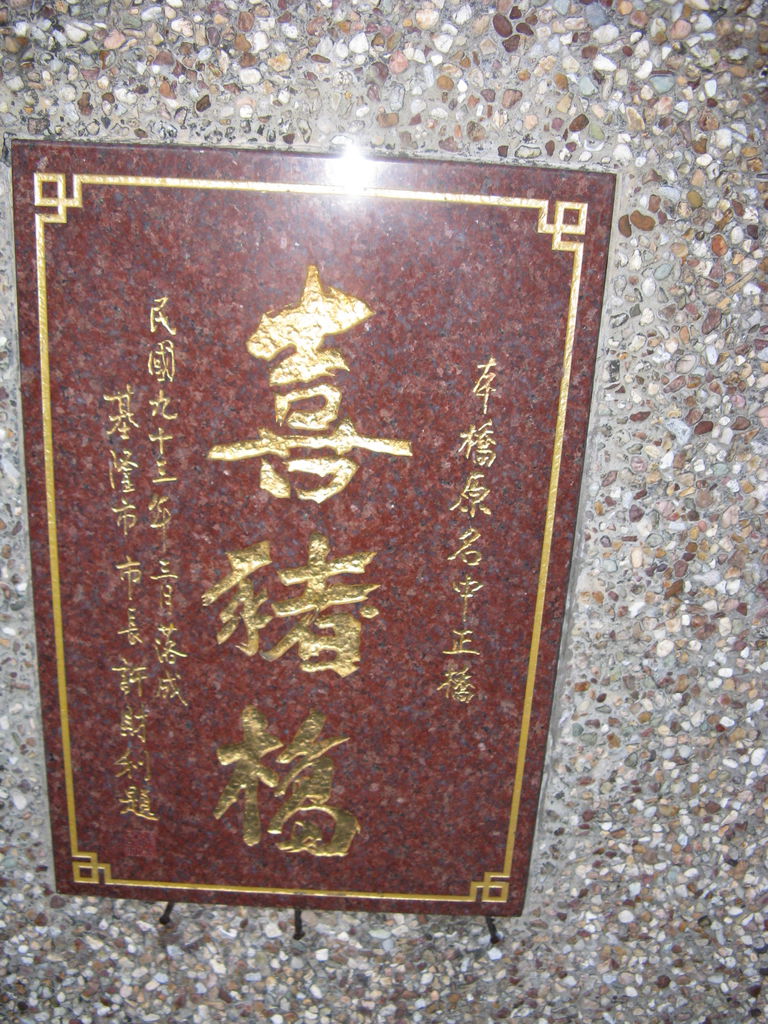 本橋原名中正橋
喜豬橋
民國九十三年三月落成
基隆市市長許財利題